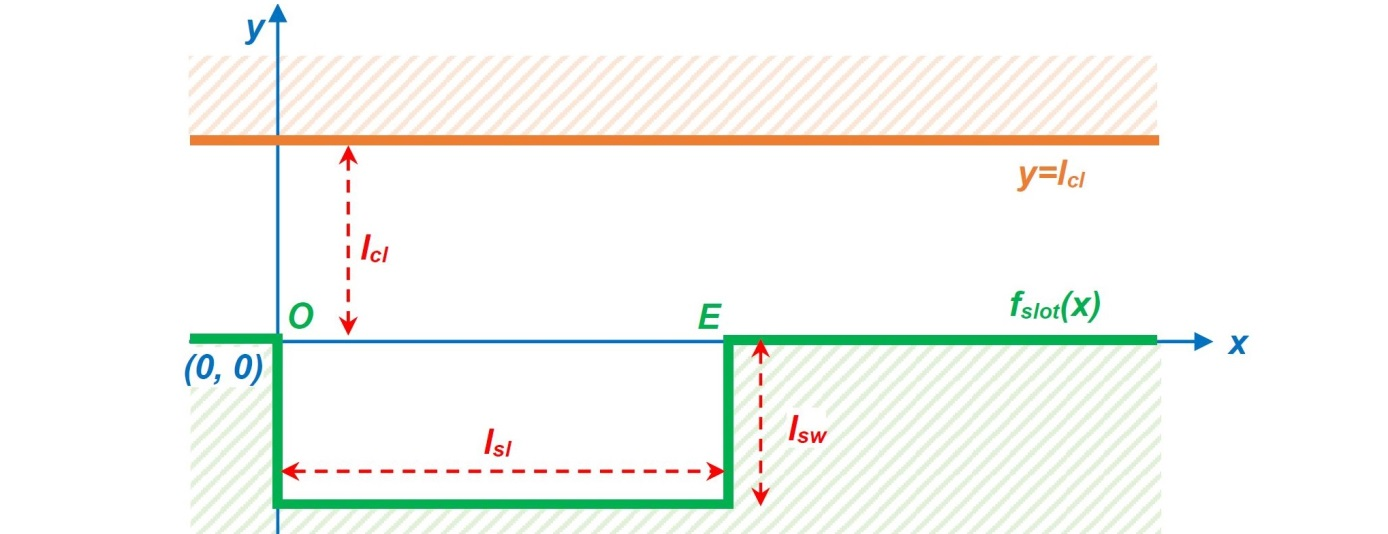 y
y=lcl
lcl
O
E
fslot(x)
x
(0, 0)
lsw
lsl